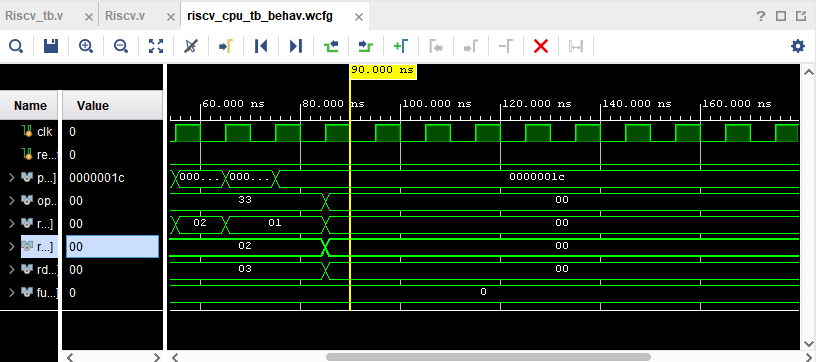 Riscv_tb.v × Riscv.v × riscv_cpu_tb_behav.wcfg × ? 
90.000 ns
60.000 ns 80.000 ns 100.000 ns 120.000 ns 140.000 ns 160.000 ns
Name Value
clk 0
re... 0
p...] 0000001c 000... 000... 0000001c
op... 00 33 00
r...] 00 02 01 00
r...] 00 02 00
rd... 00 03 00
fu...] 0 0